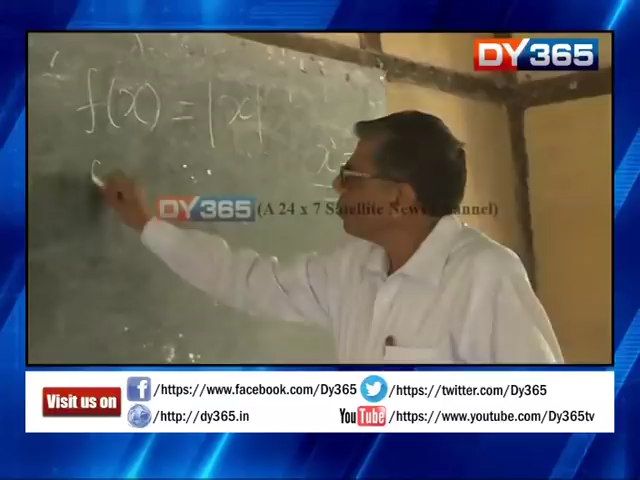 DY365
f(x) = |x|
DY365 (A 24 x 7 Satellite News Channel)
Visit us on
f /https://www.facebook.com/Dy365
/https://twitter.com/DY365
/http://dy365.in
YouTube /https://www.youtube.com/Dy365tv